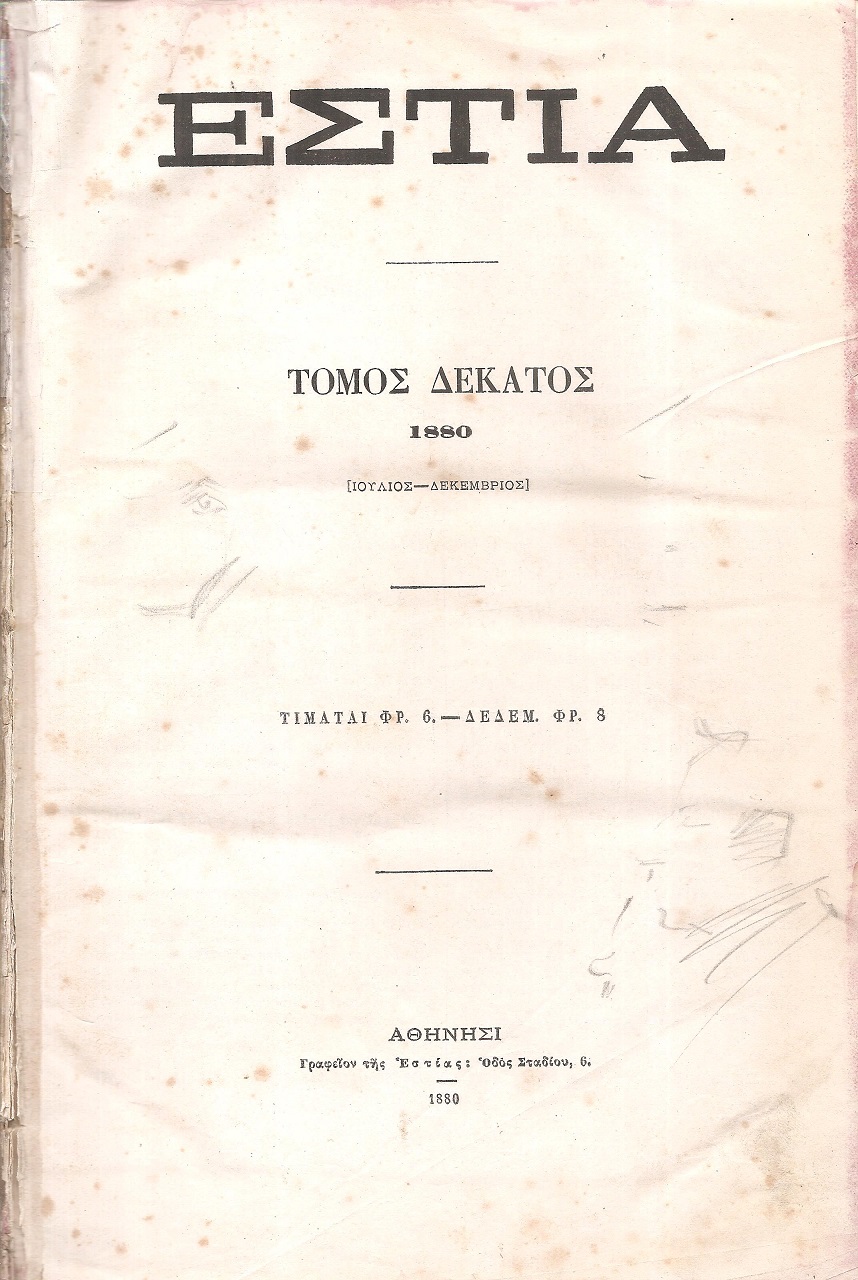 ΕΣΤΙΑ
ΤΟΜΟΣ ΔΕΚΑΤΟΣ
1880
[ΙΟΥΛΙΟΣ—ΔΕΚΕΜΒΡΙΟΣ]
ΤΙΜΑΤΑΙ ΦΡ. 6.—ΔΕΔΕΜ. ΦΡ. 8
ΑΘΗΝΗΣΙ
Γραφεῖον τῆς Ἑστίας: Ὁδὸς Σταδίου, 6.
1880